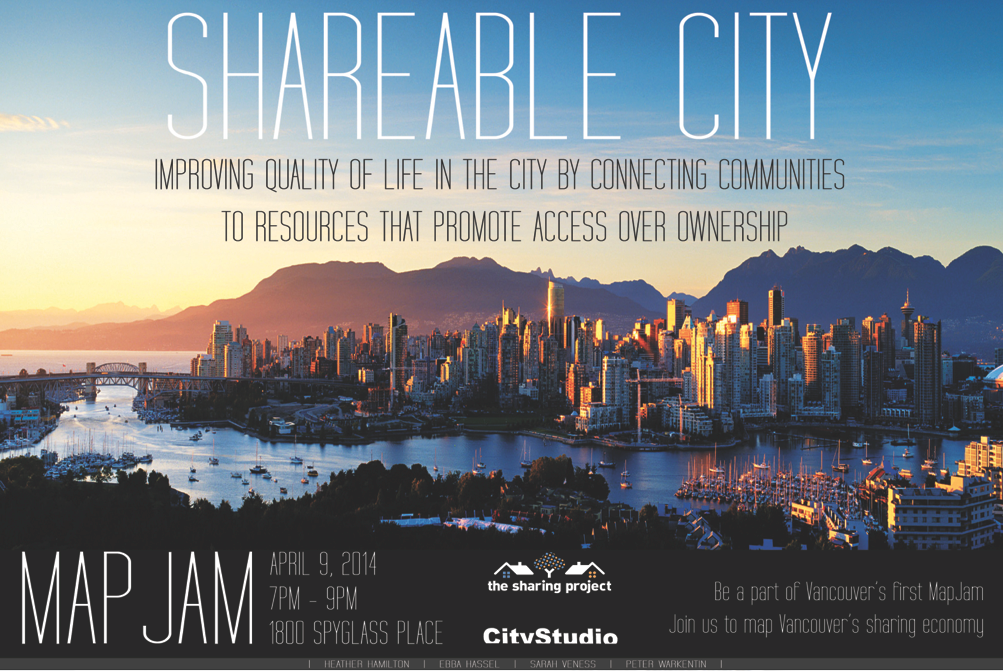 SHAREABLE CITY
IMPROVING QUALITY OF LIFE IN THE CITY BY CONNECTING COMMUNITIES
TO RESOURCES THAT PROMOTE ACCESS OVER OWNERSHIP
MAP JAM
APRIL 9, 2014
7PM - 9PM
1800 SPYGLASS PLACE
the sharing project
CityStudio
Be a part of Vancouver's first MapJam
Join us to map Vancouver's sharing economy
| HEATHER HAMILTON | EBBA HASSEL | SARAH VENESS | PETER WARKENTIN |